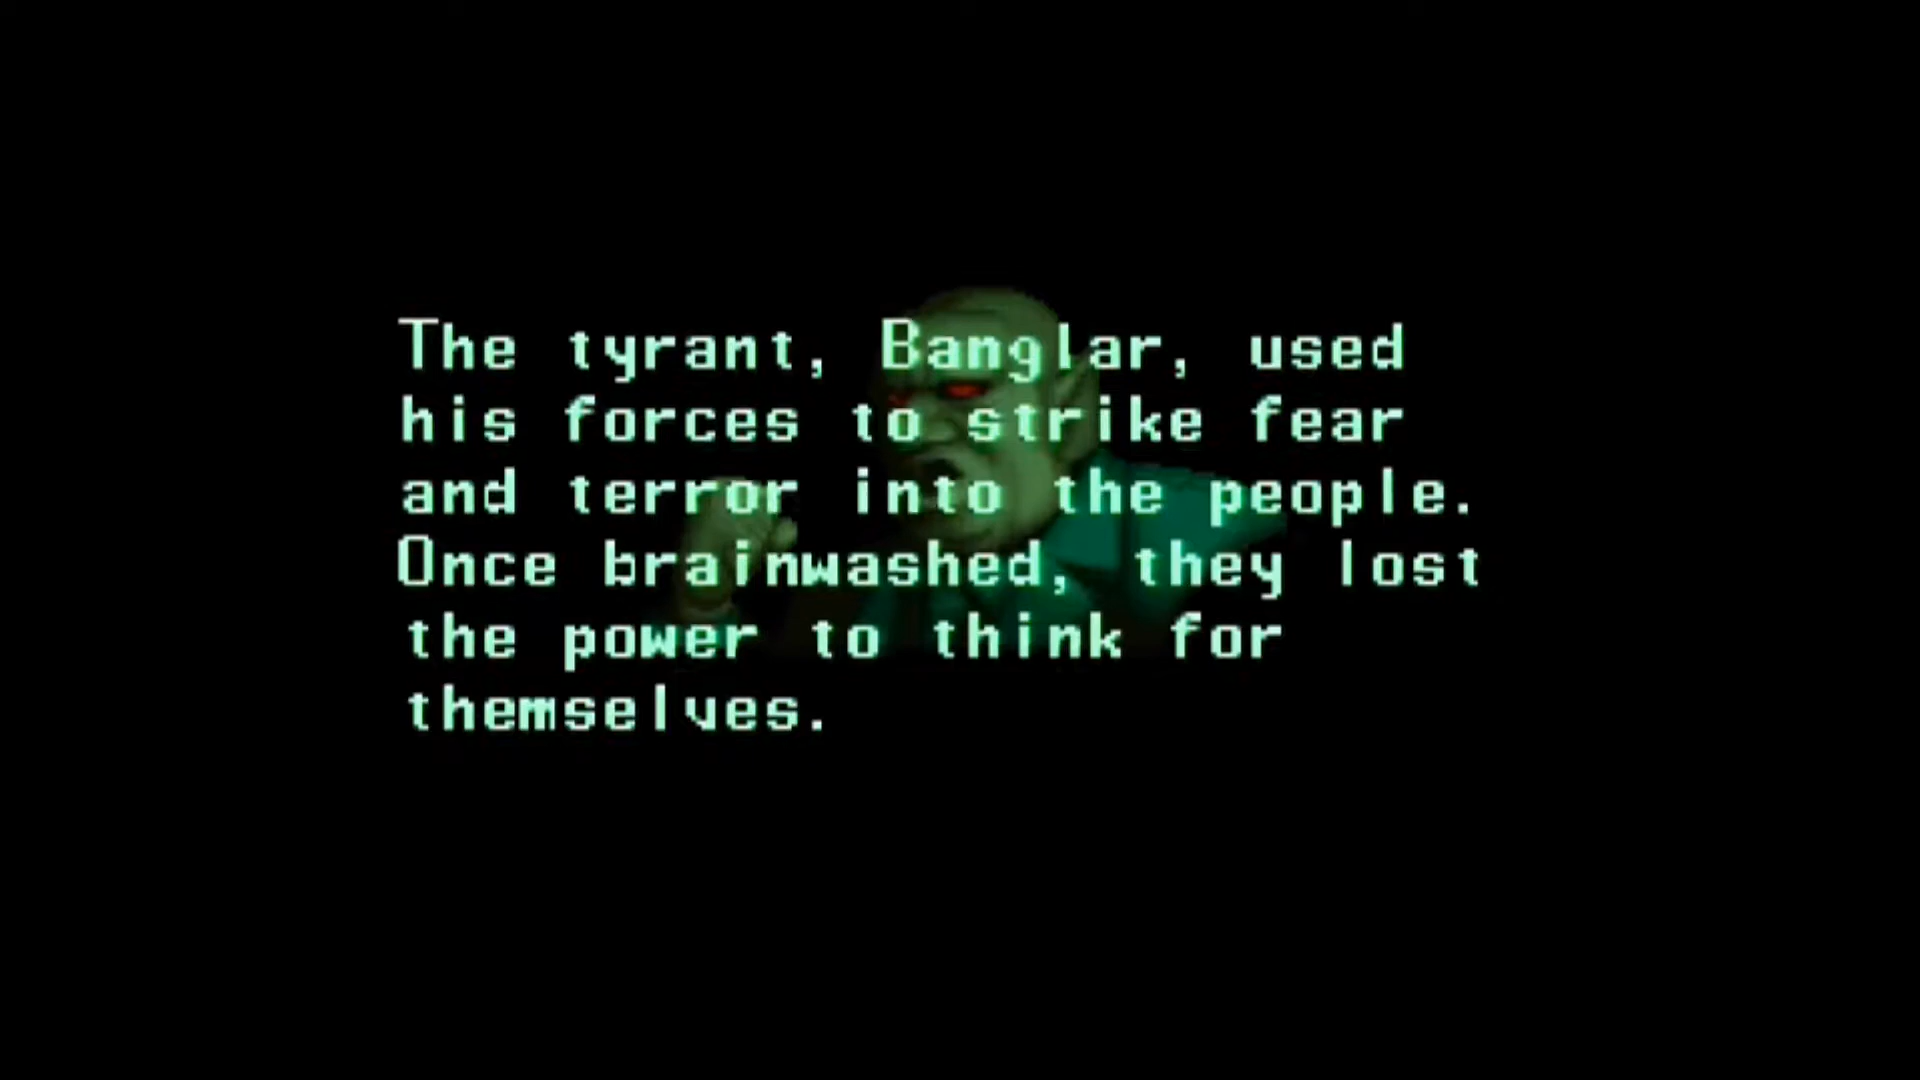 The tyrant, Banglar, used
his forces to strike fear
and terror into the people.
Once brainwashed, they lost
the power to think for
themselves.